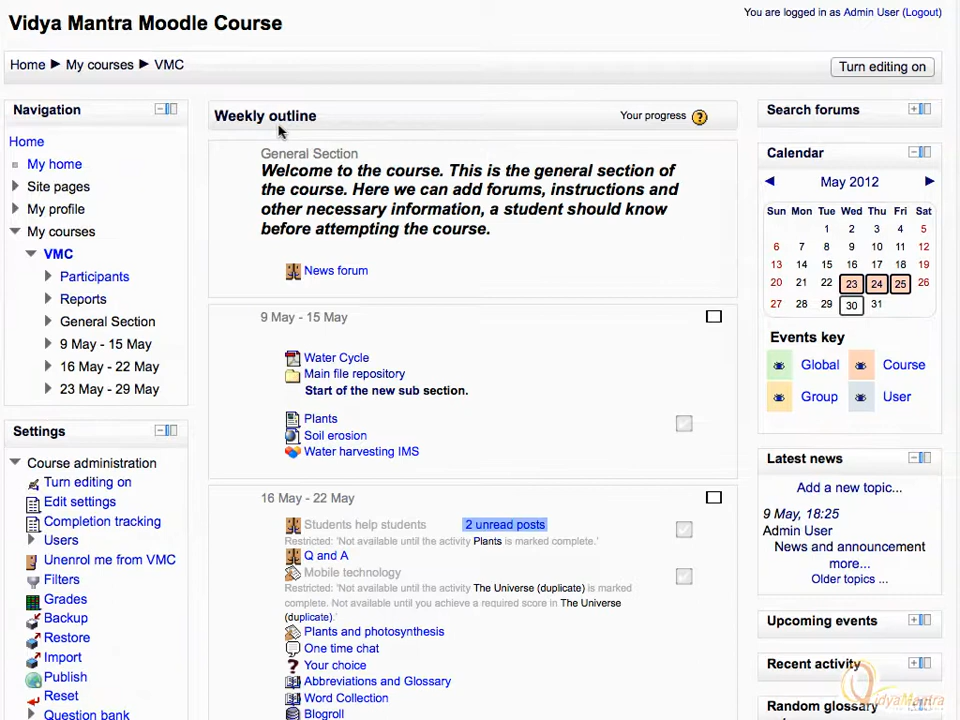 Vidya Mantra Moodle Course
You are logged in as Admin User (Logout)
Home ► My courses ► VMC
Turn editing on
Navigation
Home
My home
Site pages
My profile
My courses
VMC
Participants
Reports
General Section
9 May - 15 May
16 May - 22 May
23 May - 29 May
Settings
Course administration
Turn editing on
Edit settings
Completion tracking
Users
Unenrol me from VMC
Filters
Grades
Backup
Restore
Import
Publish
Reset
Question bank
Weekly outline
Your progress
General Section
Welcome to the course. This is the general section of
the course. Here we can add forums, instructions and
other necessary information, a student should know
before attempting the course.
News forum
9 May - 15 May
Water Cycle
Main file repository
Start of the new sub section.
Plants
Soil erosion
Water harvesting IMS
16 May - 22 May
Students help students 2 unread posts
Restricted: 'Not available until the activity Plants is marked complete.'
Q and A
Mobile technology
Restricted: 'Not available until the activity The Universe (duplicate) is marked
complete. Not available until you achieve a required score in The Universe
(duplicate).'
Plants and photosynthesis
One time chat
Your choice
Abbreviations and Glossary
Word Collection
Blogroll
Search forums
Calendar
◄ May 2012 ►
Sun Mon Tue Wed Thu Fri Sat
1 2 3 4 5
6 7 8 9 10 11 12
13 14 15 16 17 18 19
20 21 22 23 24 25 26
27 28 29 30 31
Events key
Global Course
Group User
Latest news
Add a new topic...
9 May, 18:25
Admin User
News and announcement
more...
Older topics ...
Upcoming events
Recent activity
Random glossary
VidyaMantra